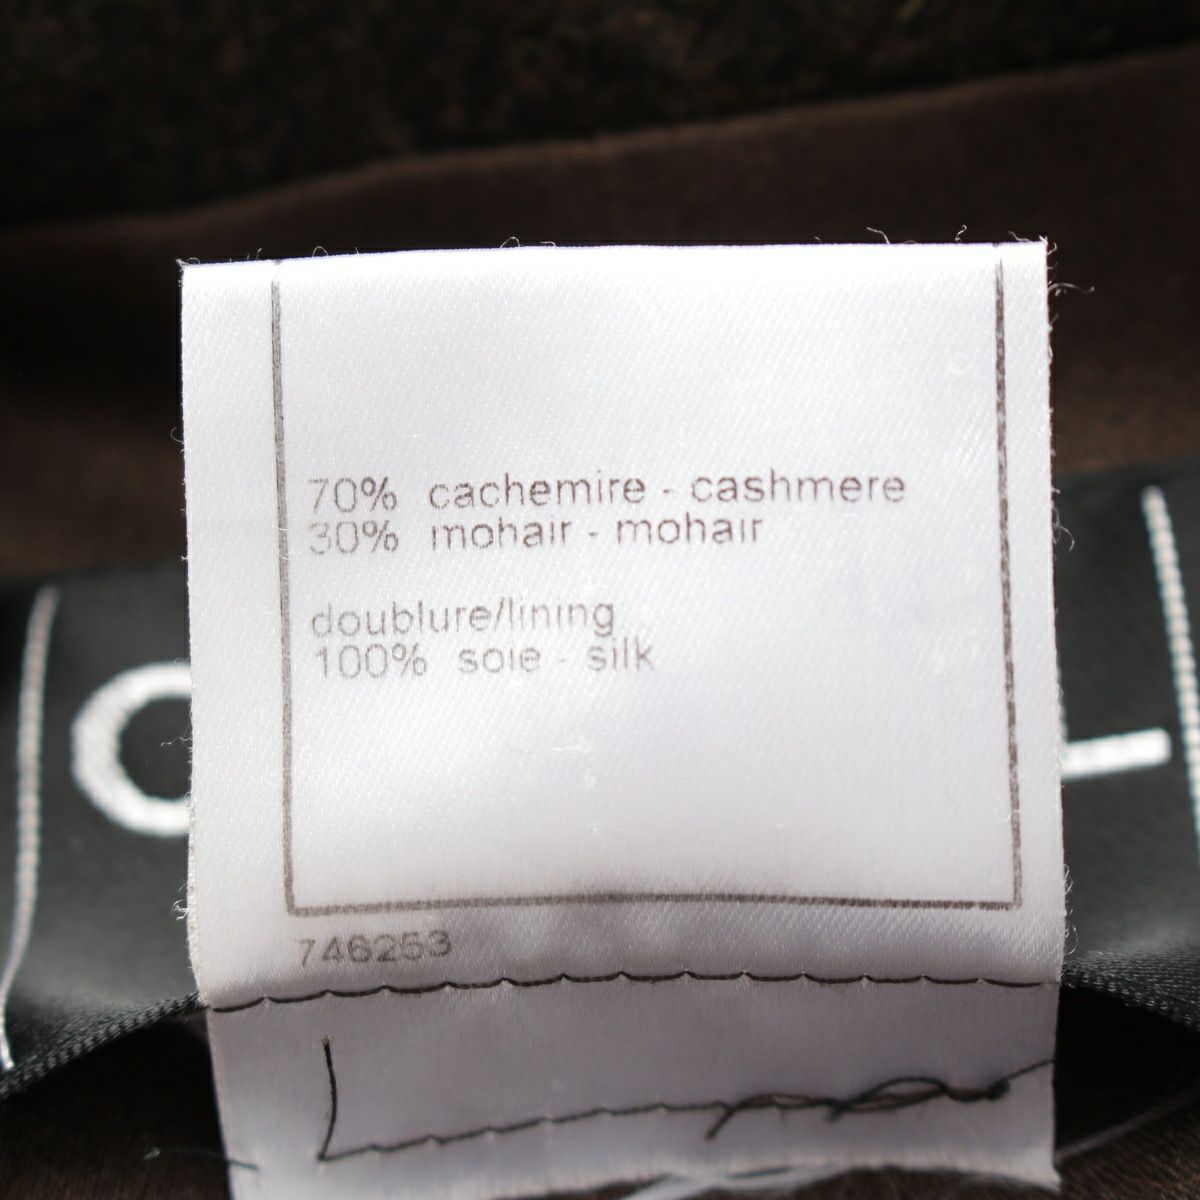 70% cachemire - cashmere
30% mohair - mohair
doublure/lining
100% soie - silk
746253